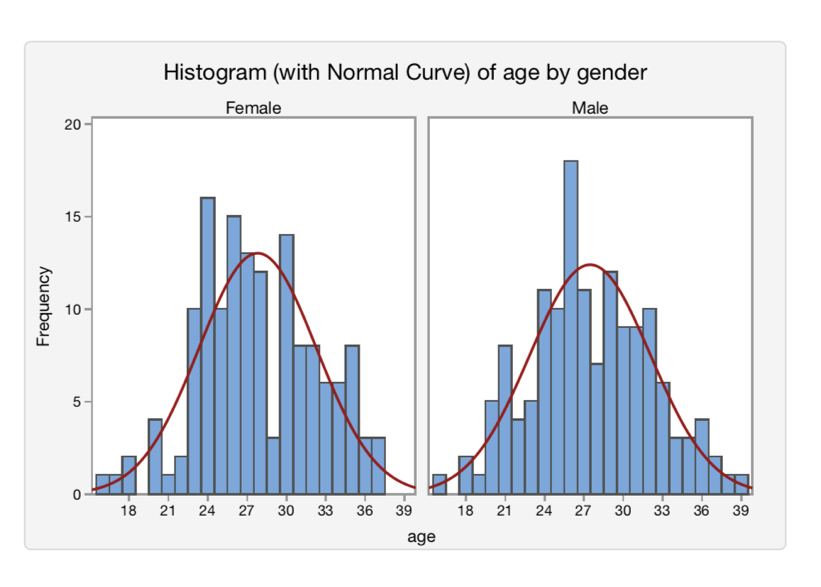 Histogram (with Normal Curve) of age by gender
Female
Male
20
15
10
5
0
Frequency
18 21 24 27 30 33 36 39
18 21 24 27 30 33 36 39
age